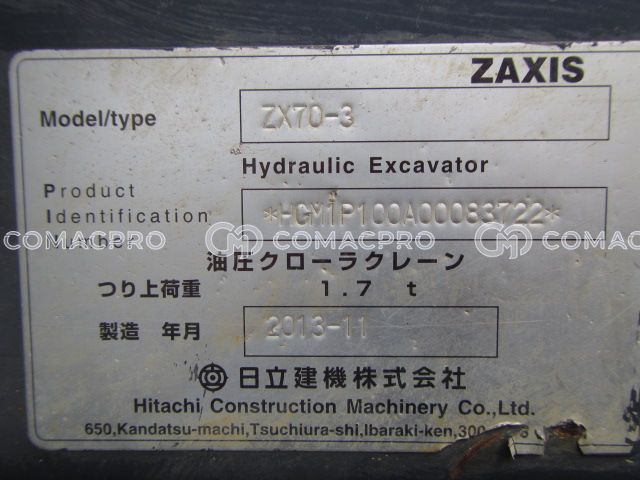 ZAXIS
Model/type ZX70-3
Hydraulic Excavator
Product
Identification *HCM1P100A00083722*
Number
COMACPRO COMACPRO COMACPRO
油圧クローラクレーン
つり上荷重 1.7 t
製造 年月 2013-11
日立建機株式会社
Hitachi Construction Machinery Co.,Ltd.
650,Kandatsu-machi,Tsuchiura-shi,Ibaraki-ken,300-